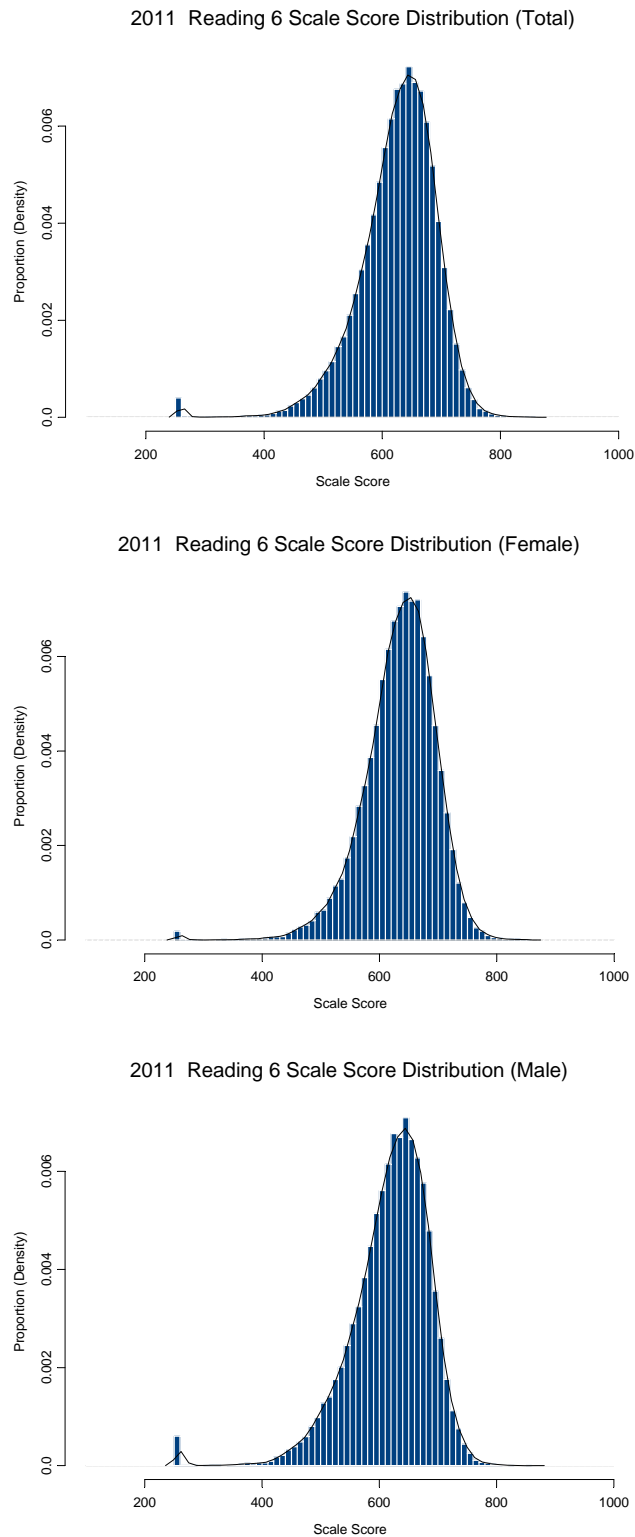 2011 Reading 6 Scale Score Distribution (Total)
Proportion (Density)
0.006
0.004
0.002
0.0
200 400 600 800 1000
Scale Score
2011 Reading 6 Scale Score Distribution (Female)
Proportion (Density)
0.006
0.004
0.002
0.0
200 400 600 800 1000
Scale Score
2011 Reading 6 Scale Score Distribution (Male)
Proportion (Density)
0.006
0.004
0.002
0.0
200 400 600 800 1000
Scale Score